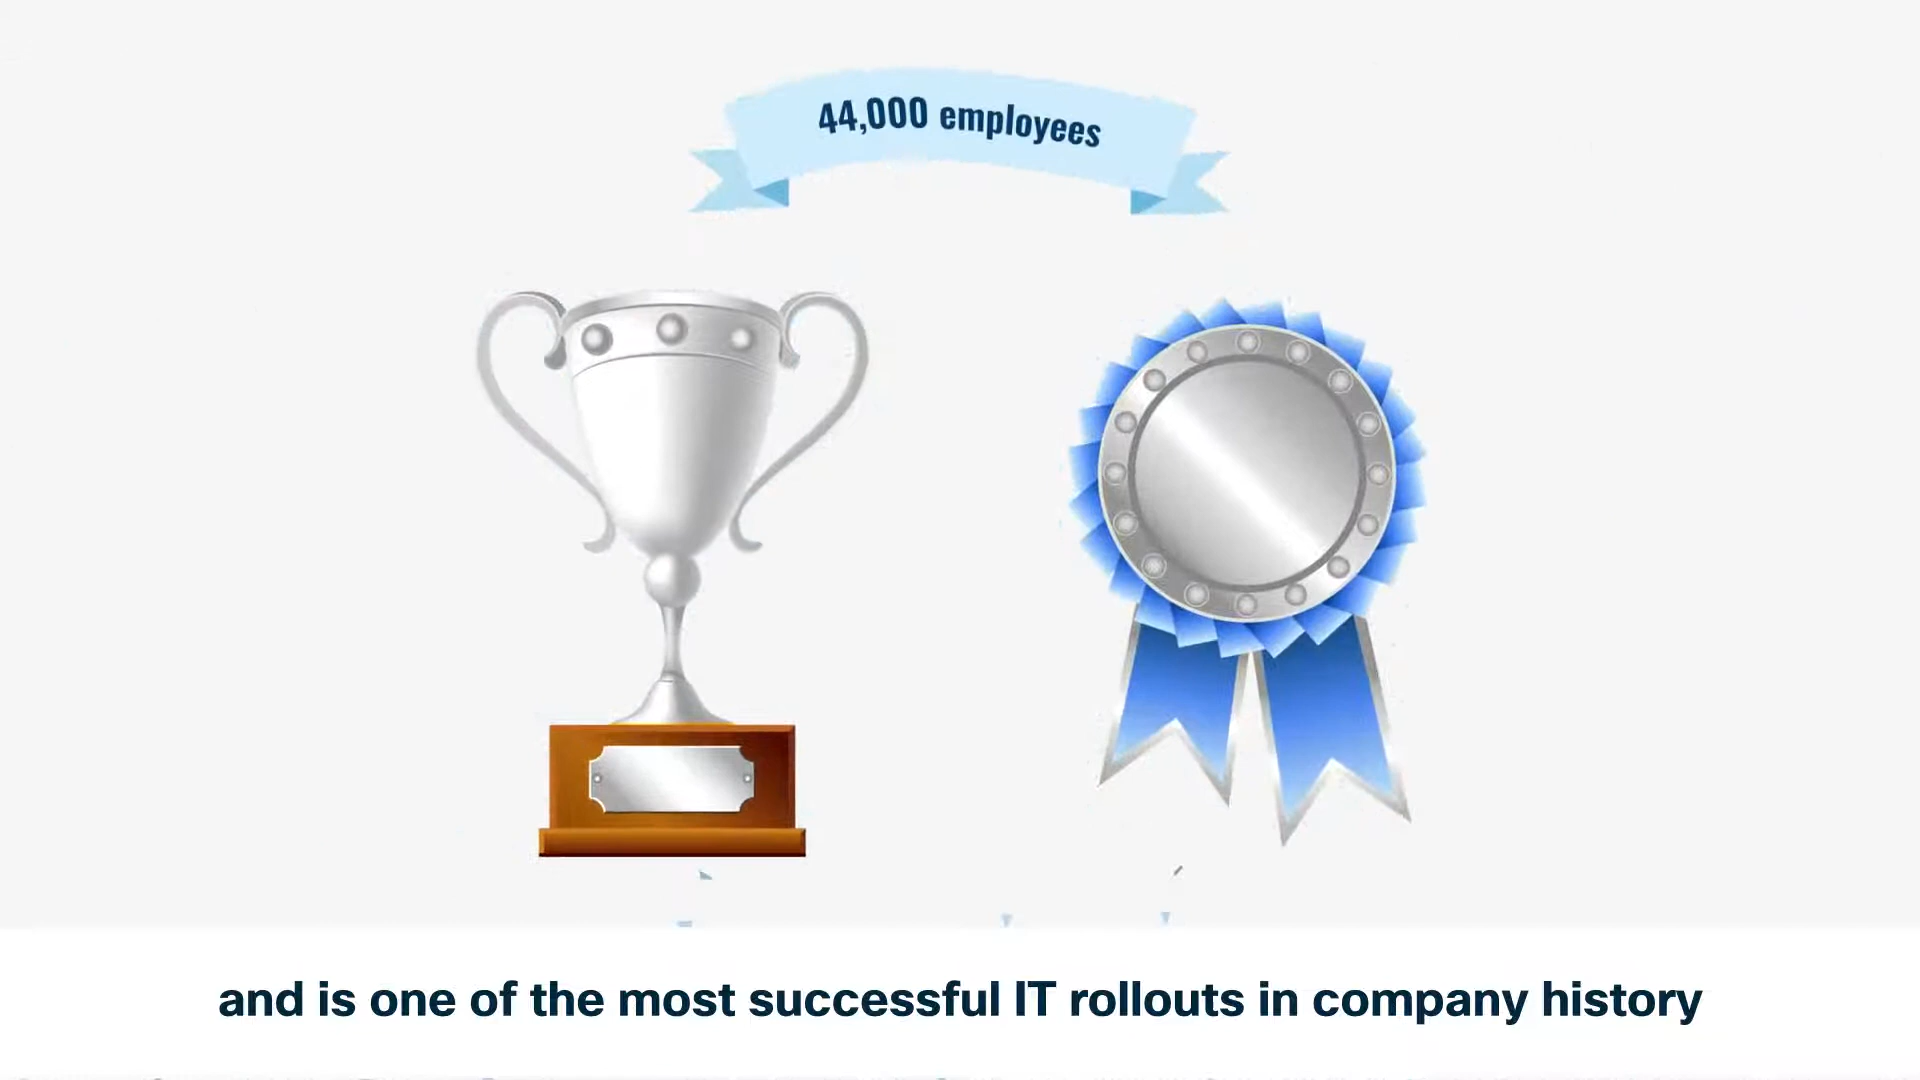 44,000 employees
and is one of the most successful IT rollouts in company history